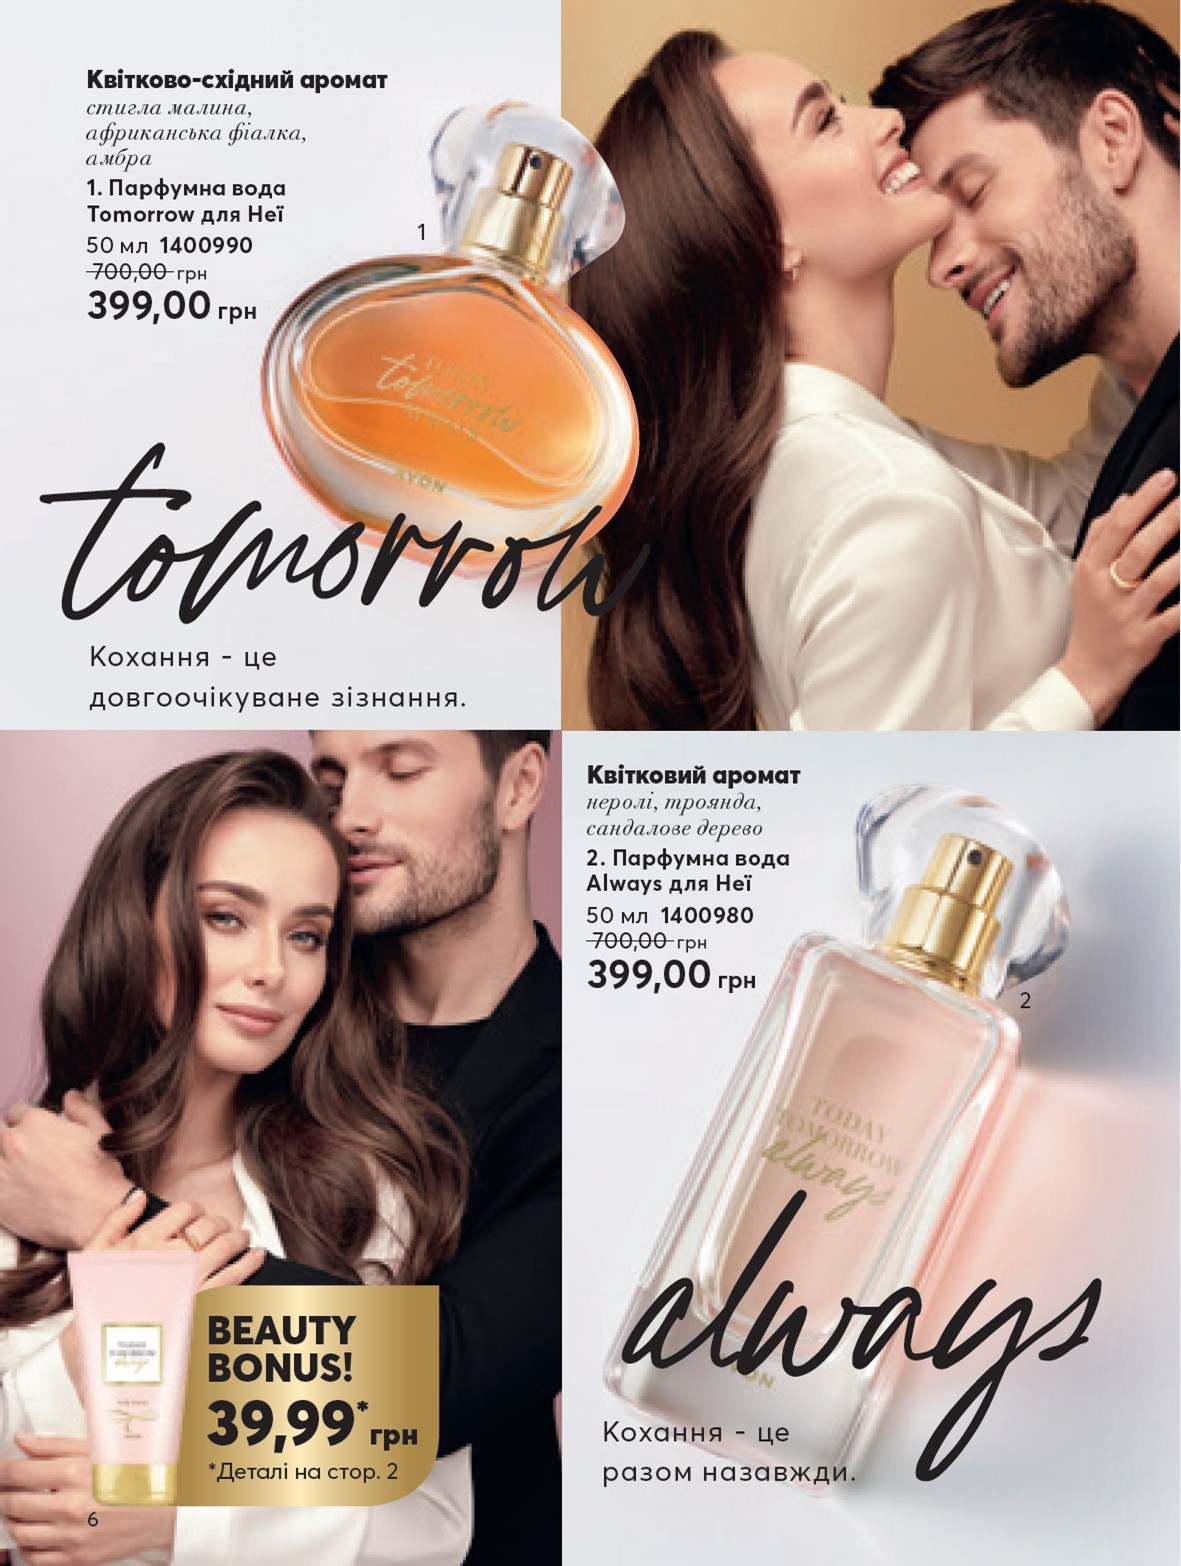 Квітково-східний аромат
стигла малина,
африканська фіалка,
амбра
1. Парфумна вода
Tomorrow для Неї
50 мл 1400990
700,00 грн
399,00 грн
1
tomorrow
AVON
tomorrow
Кохання - це
довгоочікуване зізнання.
Квітковий аромат
неролі, троянда,
сандалове дерево
2. Парфумна вода
Always для Неї
50 мл 1400980
700,00 грн
399,00 грн
2
TODAY
TOMORROW
always
always
Кохання - це
разом назавжди.
BEAUTY
BONUS!
39,99* грн
*Деталі на стор. 2
6